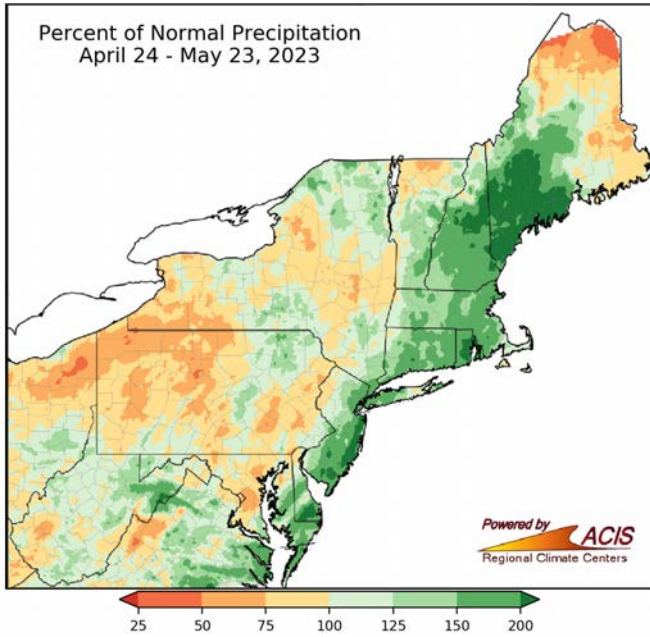 Percent of Normal Precipitation
April 24 - May 23, 2023
Powered by
ACIS
Regional Climate Centers
25 50 75 100 125 150 200